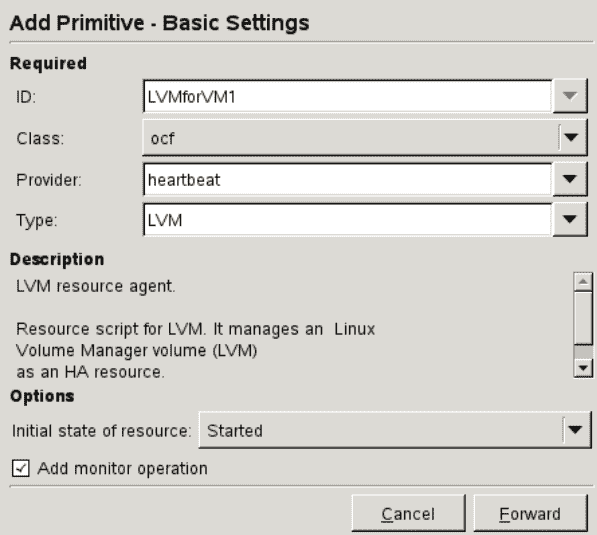 Add Primitive - Basic Settings
Required
ID: LVMforVM1
Class: ocf
Provider: heartbeat
Type: LVM
Description
LVM resource agent.
Resource script for LVM. It manages an  Linux
Volume Manager volume (LVM)
as an HA resource.
Options
Initial state of resource: Started
Add monitor operation
Cancel Forward